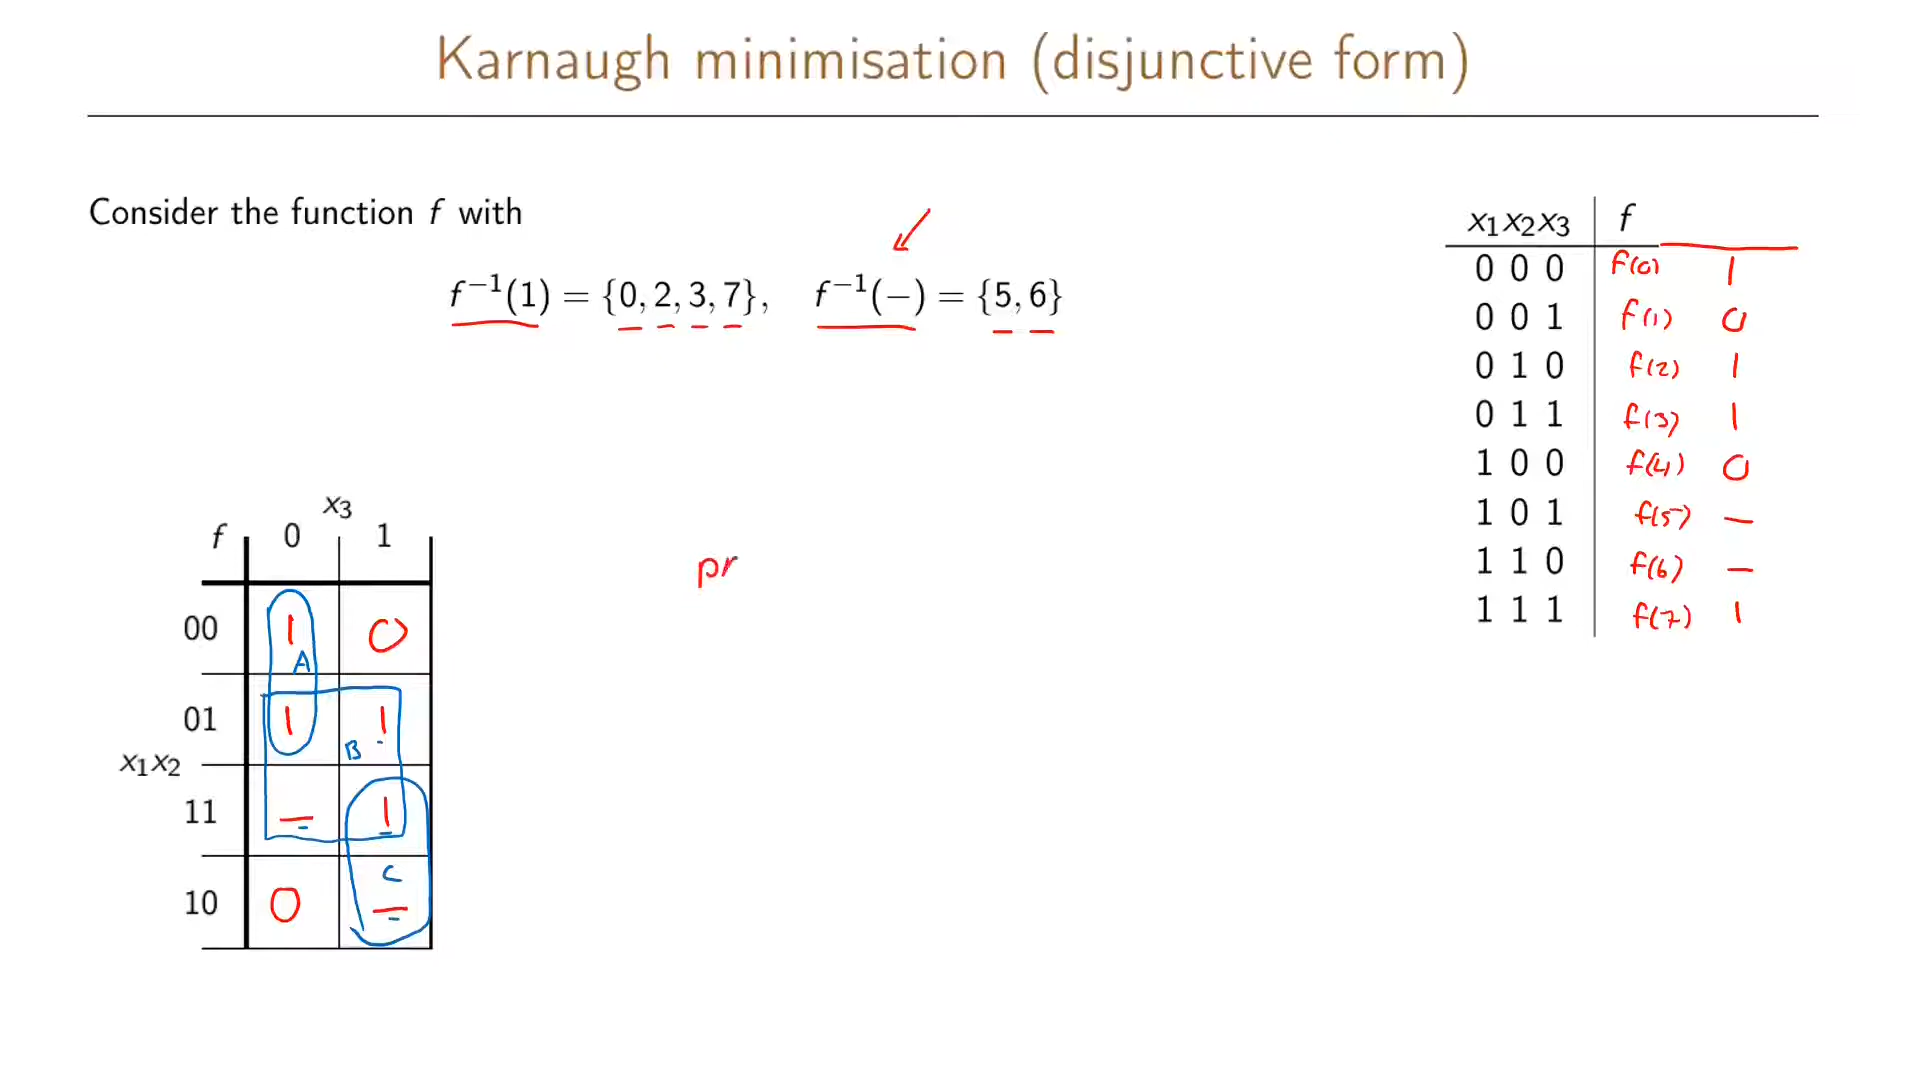 Karnaugh minimisation (disjunctive form)
Consider the function f with
f⁻¹(1) = {0, 2, 3, 7},   f⁻¹(−) = {5, 6}
x₁x₂x₃ f
0 0 0 f(0) 1
0 0 1 f(1) 0
0 1 0 f(2) 1
0 1 1 f(3) 1
1 0 0 f(4) 0
1 0 1 f(5) —
1 1 0 f(6) —
1 1 1 f(7) 1
x₃
f 0 1
00 1 0
A
01 1 1
B
x₁x₂
11 — 1
C
10 0 —
pr